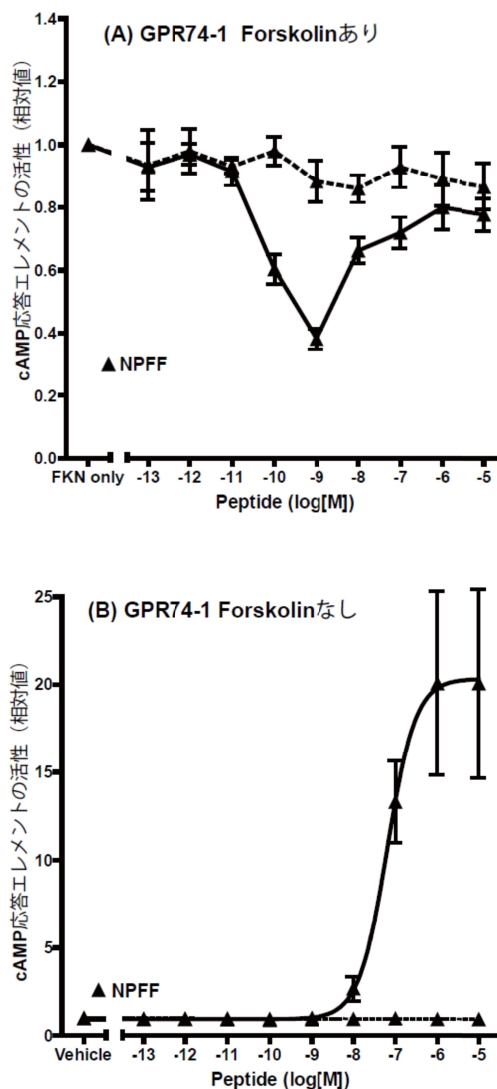 (A) GPR74-1 Forskolinあり
cAMP応答エレメントの活性（相対値）
1.4
1.2
1.0
0.8
0.6
0.4
0.2
0.0
NPFF
FKN only -13 -12 -11 -10 -9 -8 -7 -6 -5
Peptide (log[M])
(B) GPR74-1 Forskolinなし
cAMP応答エレメントの活性（相対値）
25
20
15
10
5
0
NPFF
Vehicle -13 -12 -11 -10 -9 -8 -7 -6 -5
Peptide (log[M])